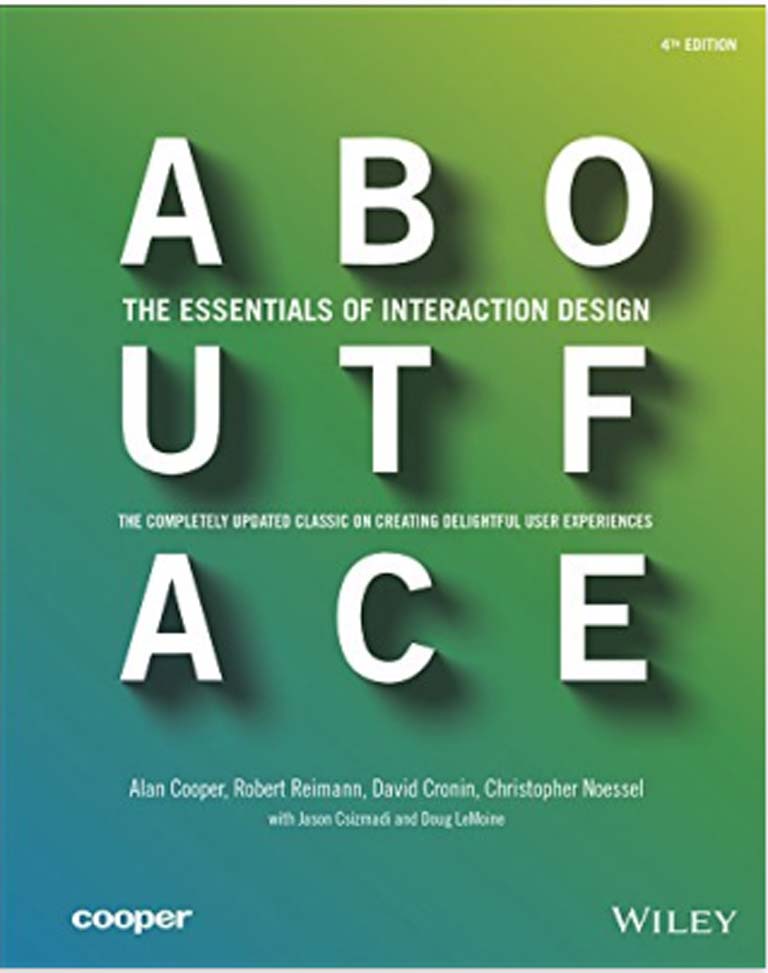 4TH EDITION
A B O
THE ESSENTIALS OF INTERACTION DESIGN
U T F
THE COMPLETELY UPDATED CLASSIC ON CREATING DELIGHTFUL USER EXPERIENCES
A C E
Alan Cooper, Robert Reimann, David Cronin, Christopher Noessel
with Jason Csizmadi and Doug LeMoine
cooper
WILEY